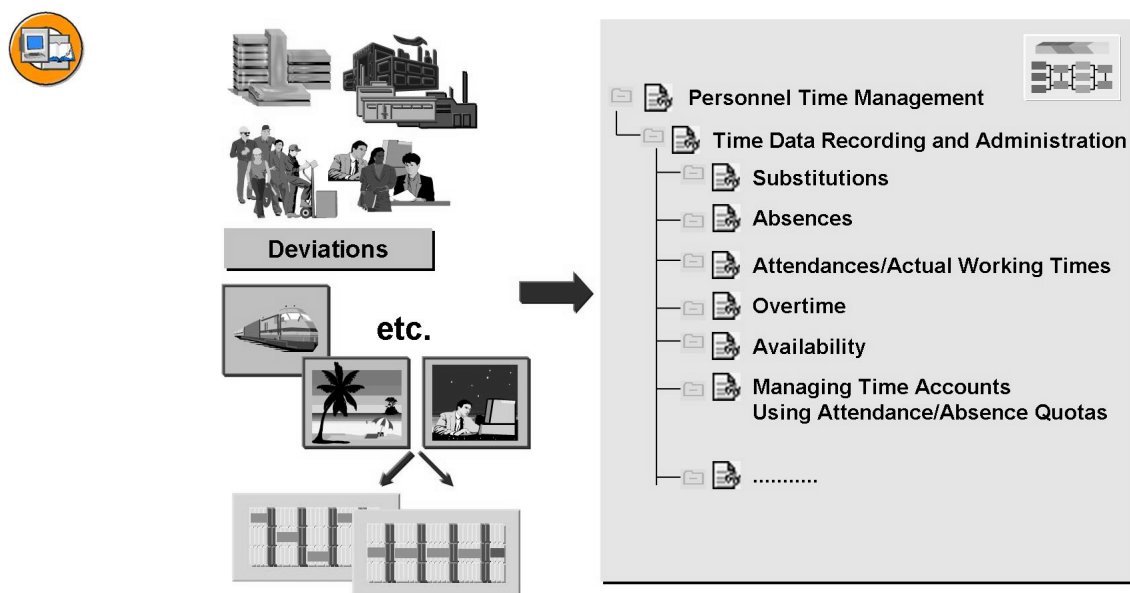 Deviations
etc.
Personnel Time Management
Time Data Recording and Administration
Substitutions
Absences
Attendances/Actual Working Times
Overtime
Availability
Managing Time Accounts
Using Attendance/Absence Quotas
...........